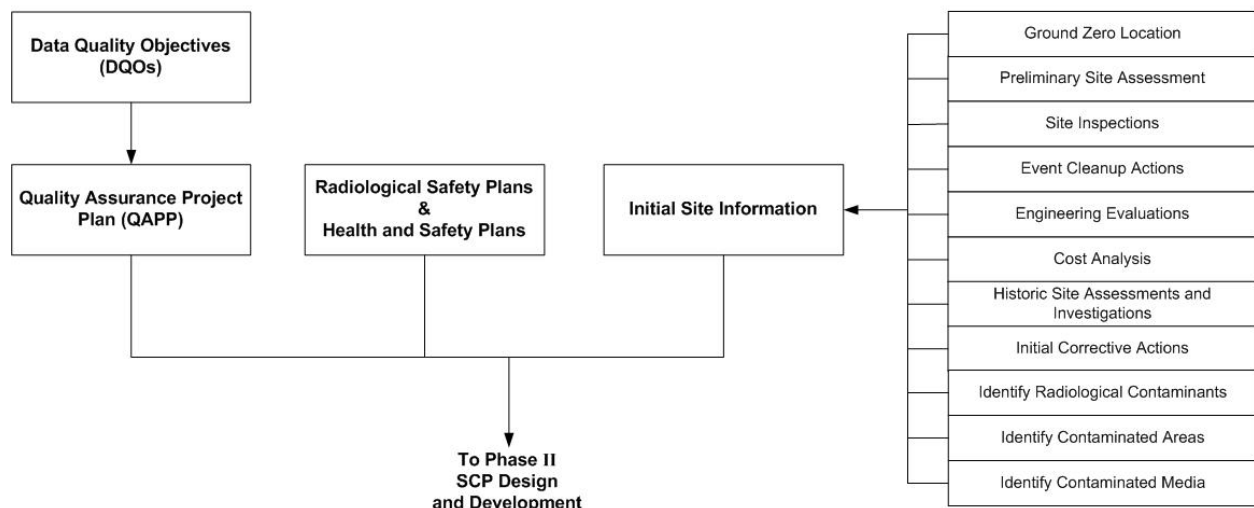 Data Quality Objectives
(DQOs)
Quality Assurance Project
Plan (QAPP)
Radiological Safety Plans
&
Health and Safety Plans
Initial Site Information
Ground Zero Location
Preliminary Site Assessment
Site Inspections
Event Cleanup Actions
Engineering Evaluations
Cost Analysis
Historic Site Assessments and
Investigations
Initial Corrective Actions
Identify Radiological Contaminants
Identify Contaminated Areas
Identify Contaminated Media
To Phase II
SCP Design
and Development